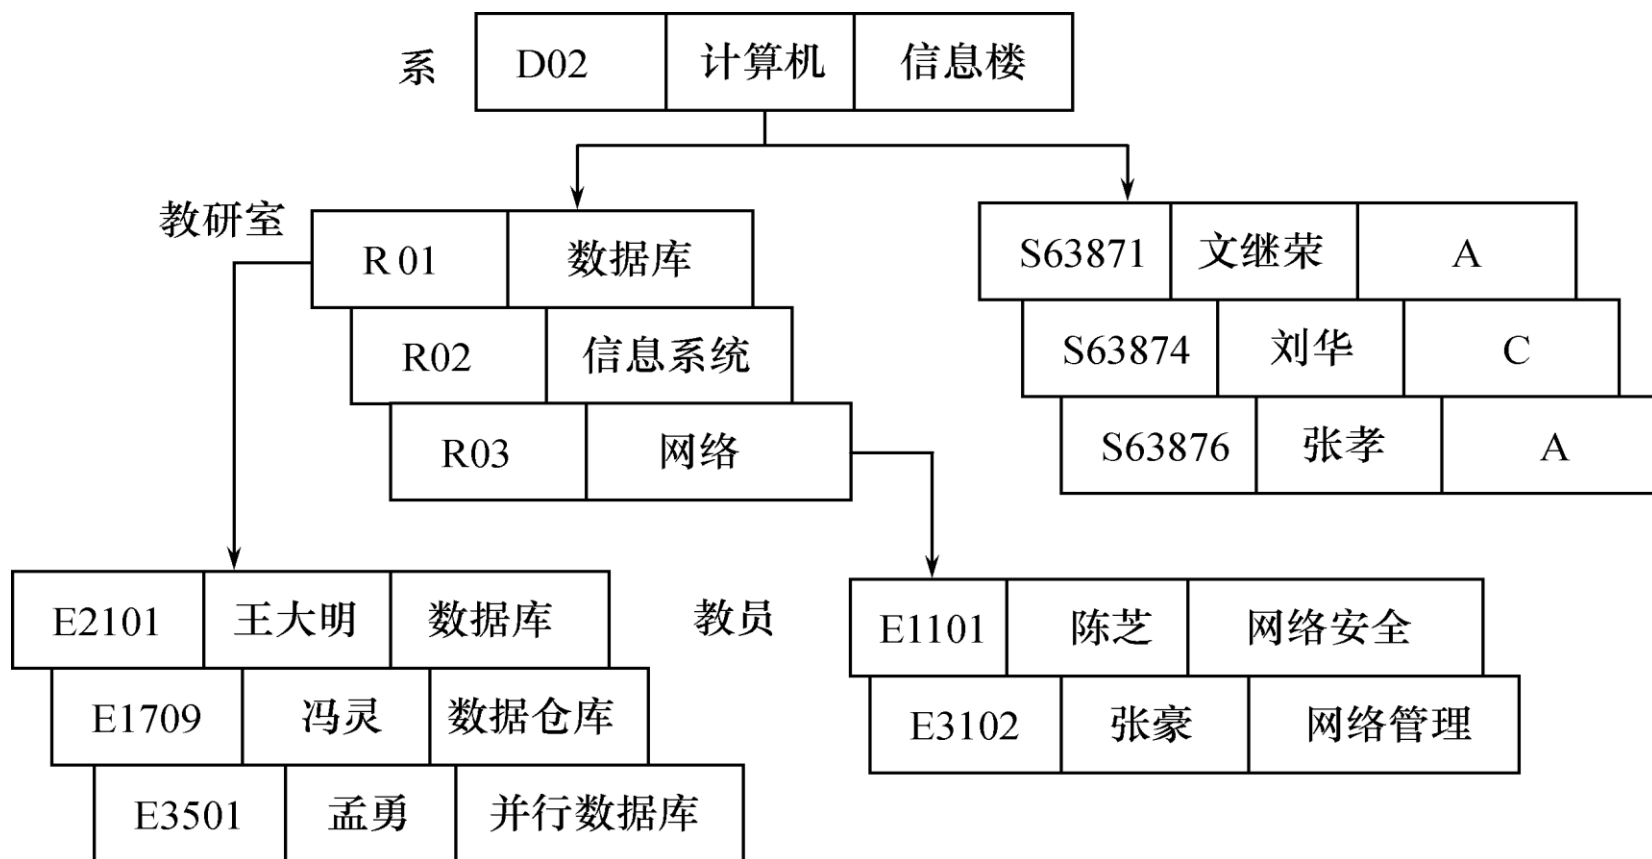 系 D02 计算机 信息楼
教研室
R 01 数据库
R02 信息系统
R03 网络
S63871 文继荣 A
S63874 刘华 C
S63876 张孝 A
E2101 王大明 数据库
E1709 冯灵 数据仓库
E3501 孟勇 并行数据库
教员
E1101 陈芝 网络安全
E3102 张豪 网络管理